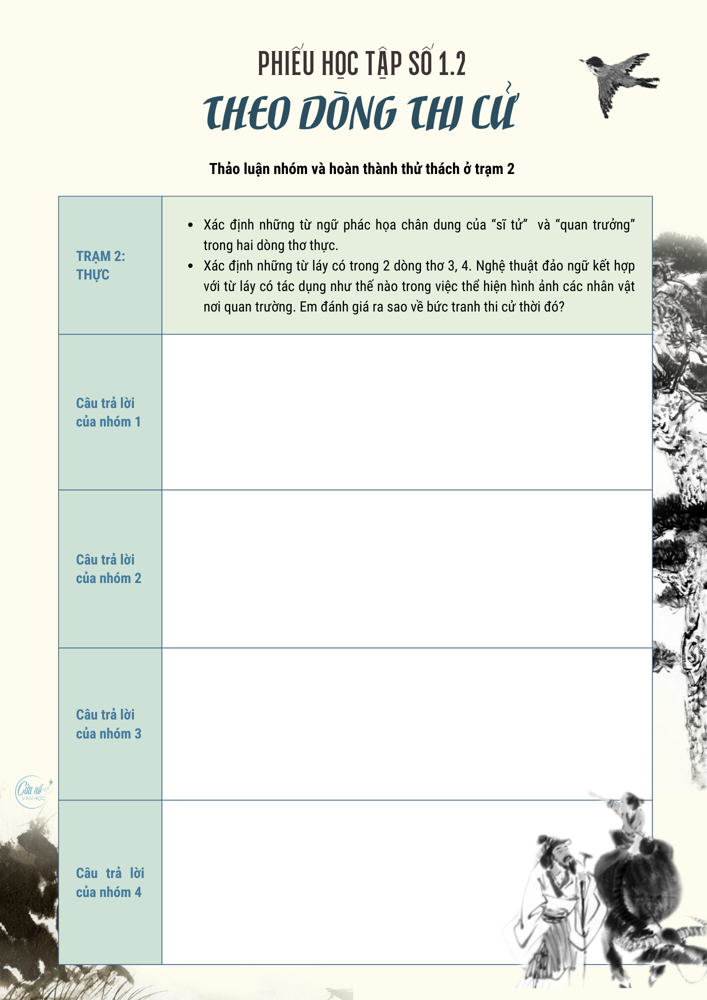 PHIẾU HỌC TẬP SỐ 1.2
THEO DÒNG THI CỬ
Thảo luận nhóm và hoàn thành thử thách ở trạm 2
TRẠM 2:
THỰC
• Xác định những từ ngữ phác họa chân dung của “sĩ tử” và “quan trưởng”
trong hai dòng thơ thực.
• Xác định những từ láy có trong 2 dòng thơ 3, 4. Nghệ thuật đảo ngữ kết hợp
với từ láy có tác dụng như thế nào trong việc thể hiện hình ảnh các nhân vật
nơi quan trường. Em đánh giá ra sao về bức tranh thi cử thời đó?
Câu trả lời
của nhóm 1
Câu trả lời
của nhóm 2
Câu trả lời
của nhóm 3
Cửa sổ
VĂN HỌC
Câu trả lời
của nhóm 4